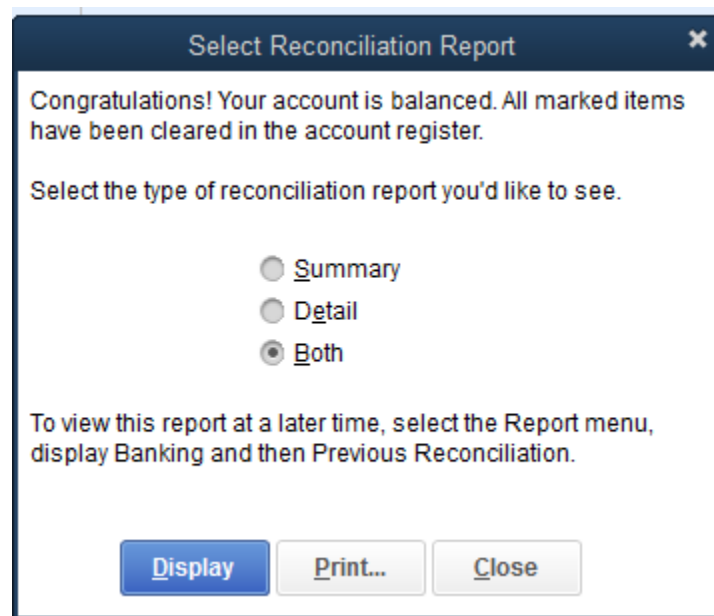 Select Reconciliation Report
Congratulations! Your account is balanced. All marked items
have been cleared in the account register.
Select the type of reconciliation report you'd like to see.
Summary
Detail
Both
To view this report at a later time, select the Report menu,
display Banking and then Previous Reconciliation.
Display Print... Close